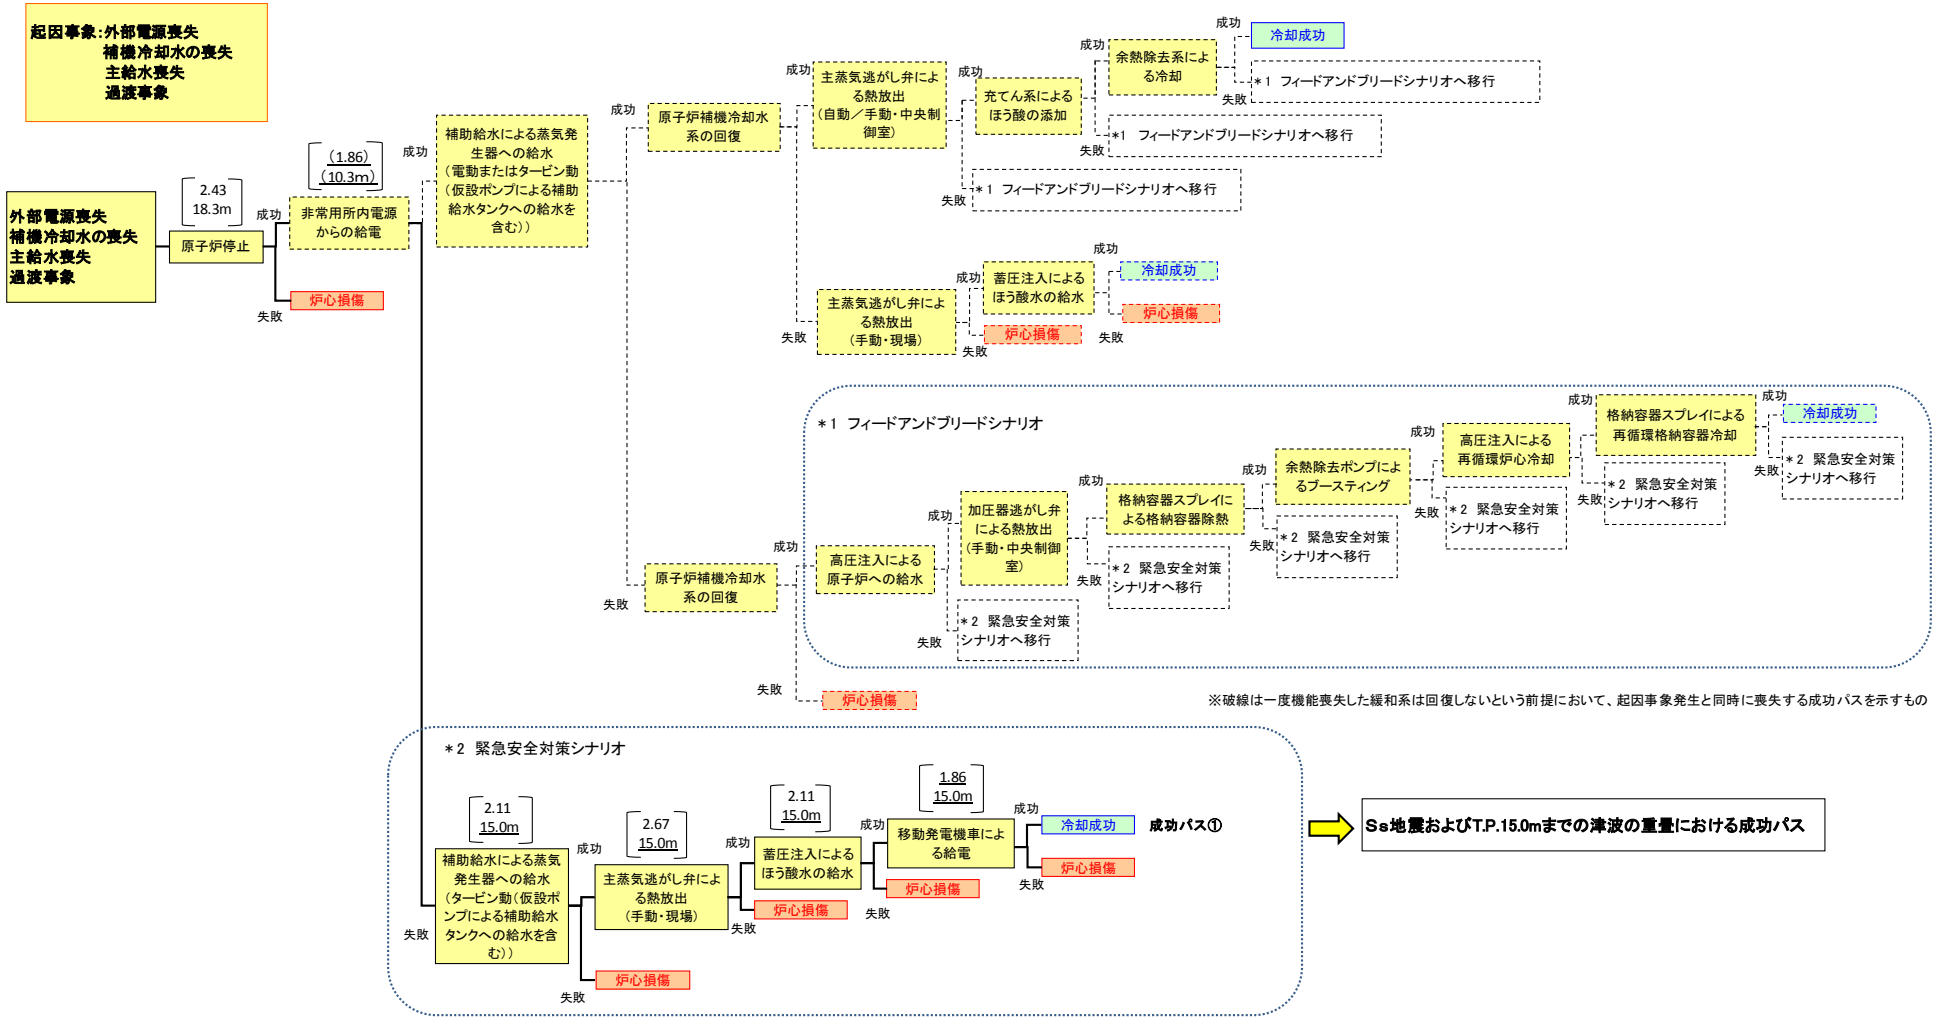 起因事象:外部電源喪失
補機冷却水の喪失
主給水喪失
過渡事象
外部電源喪失
補機冷却水の喪失
主給水喪失
過渡事象
2.43
18.3m
原子炉停止
成功
失敗
炉心損傷
(1.86)
(10.3m)
非常用所内電源
からの給電
成功
失敗
補助給水による蒸気発
生器への給水
(電動またはタービン動
(仮設ポンプによる補助
給水タンクへの給水を
含む))
成功
失敗
原子炉補機冷却水
系の回復
成功
失敗
主蒸気逃がし弁によ
る熱放出
(自動/手動・中央制
御室)
成功
失敗
充てん系による
ほう酸の添加
成功
失敗
余熱除去系によ
る冷却
成功
失敗
冷却成功
*1 フィードアンドブリードシナリオへ移行
*1 フィードアンドブリードシナリオへ移行
*1 フィードアンドブリードシナリオへ移行
主蒸気逃がし弁によ
る熱放出
(手動・現場)
成功
失敗
蓄圧注入による
ほう酸水の給水
炉心損傷
成功
失敗
冷却成功
炉心損傷
原子炉補機冷却水
系の回復
成功
失敗
炉心損傷
*1 フィードアンドブリードシナリオ
高圧注入による
原子炉への給水
成功
失敗
*2 緊急安全対策
シナリオへ移行
加圧器逃がし弁
による熱放出
(手動・中央制御
室)
成功
失敗
*2 緊急安全対策
シナリオへ移行
格納容器スプレイに
よる格納容器除熱
成功
失敗
*2 緊急安全対策
シナリオへ移行
余熱除去ポンプによ
るブースティング
成功
失敗
*2 緊急安全対策
シナリオへ移行
高圧注入による
再循環炉心冷却
成功
失敗
*2 緊急安全対策
シナリオへ移行
格納容器スプレイによる
再循環格納容器冷却
成功
失敗
冷却成功
*2 緊急安全対策
シナリオへ移行
※破線は一度機能喪失した緩和系は回復しないという前提において、起因事象発生と同時に喪失する成功パスを示すもの
*2 緊急安全対策シナリオ
2.11
15.0m
補助給水による蒸気
発生器への給水
(タービン動(仮設ポ
ンプによる補助給水
タンクへの給水を含
む))
成功
失敗
炉心損傷
2.67
15.0m
主蒸気逃がし弁によ
る熱放出
(手動・現場)
成功
失敗
炉心損傷
2.11
15.0m
蓄圧注入による
ほう酸水の給水
成功
失敗
炉心損傷
1.86
15.0m
移動発電機車によ
る給電
成功
失敗
冷却成功
炉心損傷
成功パス①
Ss地震およびT.P.15.0mまでの津波の重畳における成功パス